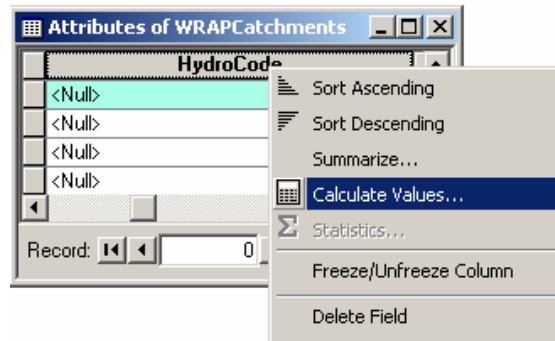 Attributes of WRAPCatchments
HydroCode
<Null>
<Null>
<Null>
<Null>
Record: 0
Sort Ascending
Sort Descending
Summarize...
Calculate Values...
Σ Statistics...
Freeze/Unfreeze Column
Delete Field